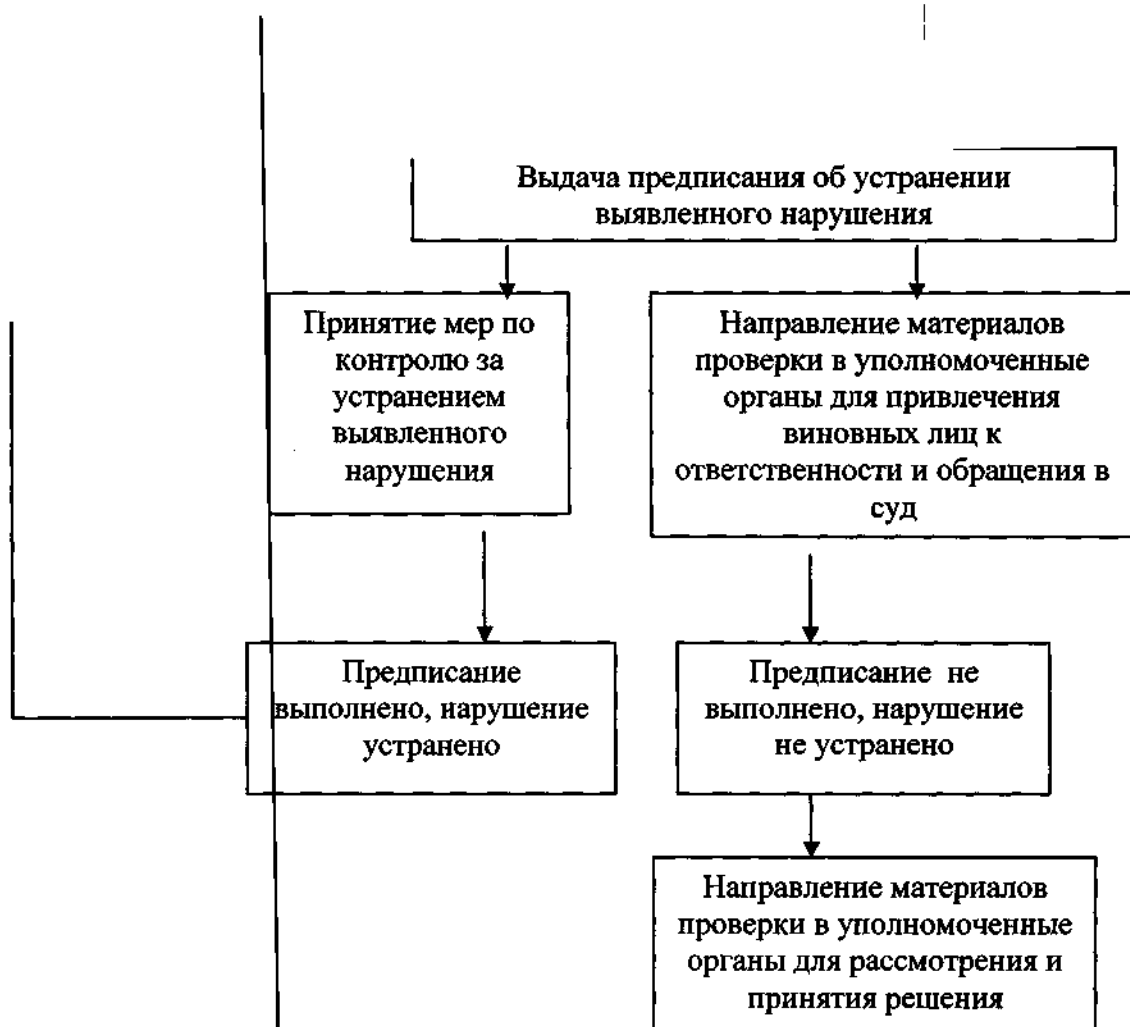 Выдача предписания об устранении
выявленного нарушения
Принятие мер по
контролю за
устранением
выявленного
нарушения
Направление материалов
проверки в уполномоченные
органы для привлечения
виновных лиц к
ответственности и обращения в
суд
Предписание
выполнено, нарушение
устранено
Предписание не
выполнено, нарушение
не устранено
Направление материалов
проверки в уполномоченные
органы для рассмотрения и
принятия решения